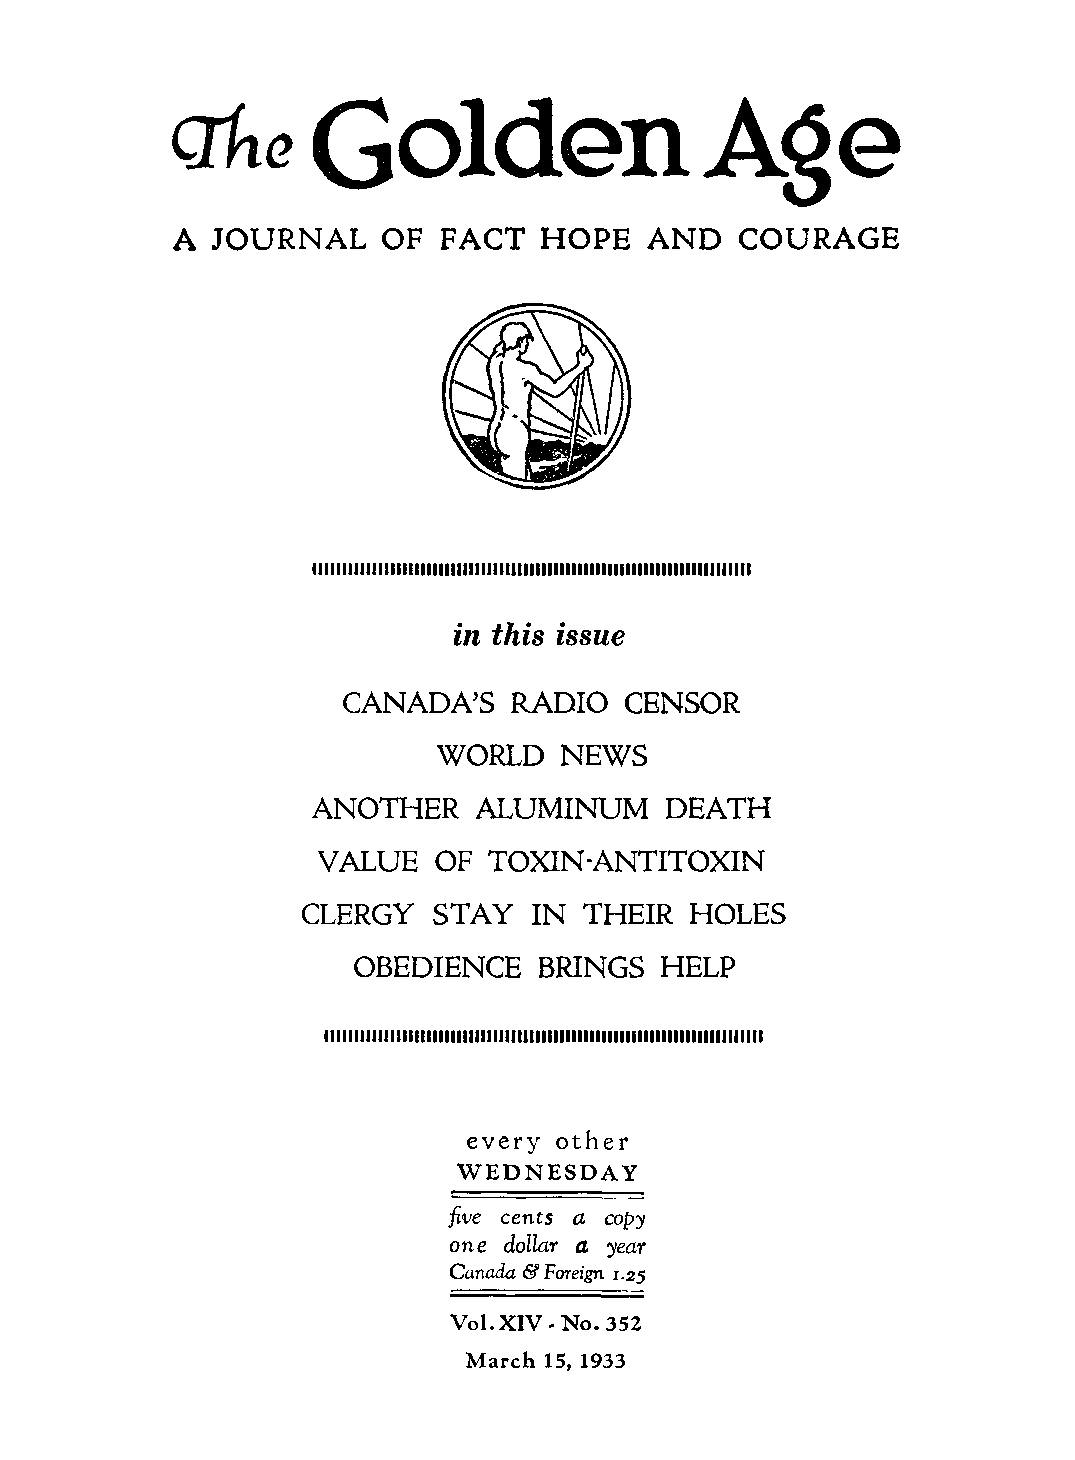 The Golden Age
A JOURNAL OF FACT HOPE AND COURAGE
in this issue
CANADA'S RADIO CENSOR
WORLD NEWS
ANOTHER ALUMINUM DEATH
VALUE OF TOXIN-ANTITOXIN
CLERGY STAY IN THEIR HOLES
OBEDIENCE BRINGS HELP
every other
WEDNESDAY
five cents a copy
one dollar a year
Canada & Foreign 1.25
Vol. XIV - No. 352
March 15, 1933